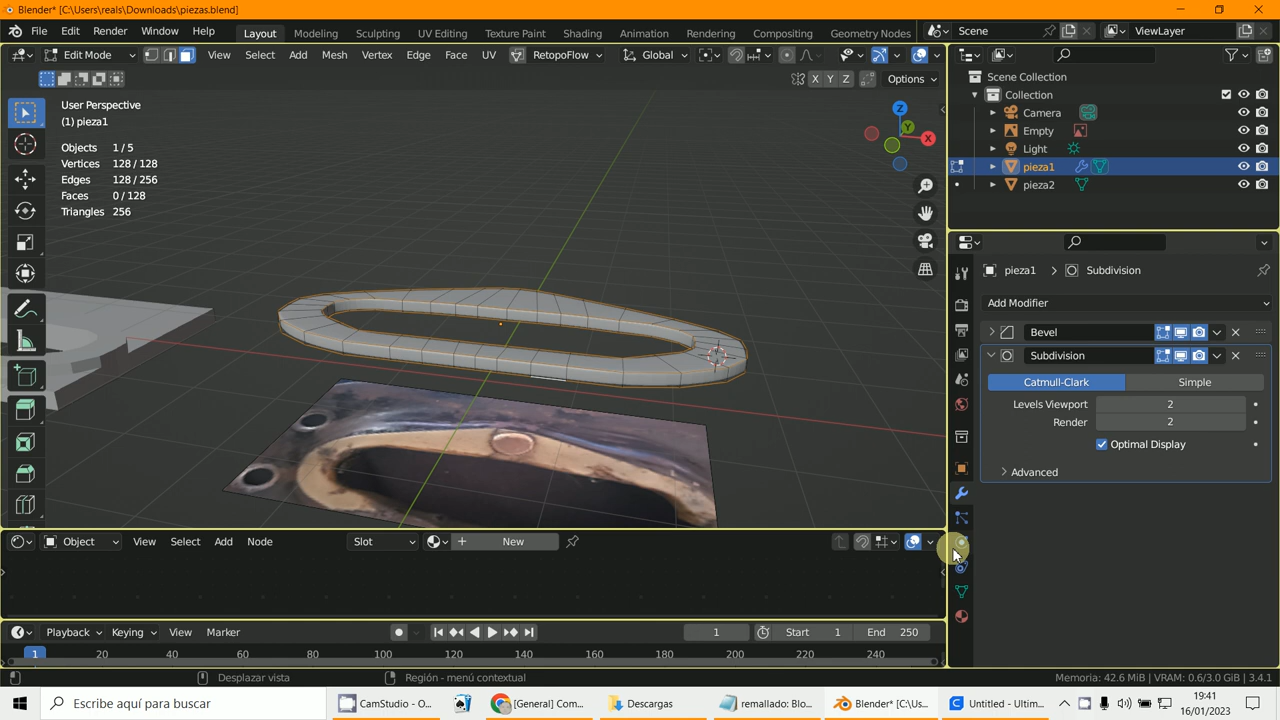 Blender* [C:\Users\reals\Downloads\piezas.blend]
File Edit Render Window Help Layout Modeling Sculpting UV Editing Texture Paint Shading Animation Rendering Compositing Geometry Nodes Scene ViewLayer
Edit Mode View Select Add Mesh Vertex Edge Face UV RetopoFlow Global
X Y Z Options
User Perspective
(1) pieza1
Objects 1/5
Vertices 128/128
Edges 128/256
Faces 0/128
Triangles 256
Z
Y
X
Scene Collection
Collection
Camera
Empty
Light
pieza1
pieza2
pieza1 > Subdivision
Add Modifier
Bevel
Subdivision
Catmull-Clark Simple
Levels Viewport 2
Render 2
Optimal Display
Advanced
Object View Select Add Node Slot New
Playback Keying View Marker 1 Start 1 End 250
1 20 40 60 80 100 120 140 160 180 200 220 240
Desplazar vista Región - menú contextual Memoria: 42.6 MiB | VRAM: 0.6/3.0 GiB | 3.4.1
Escribe aquí para buscar CamStudio - O... [General] Com... Descargas remallado: Blo... Blender* [C:\Us... Untitled - Ultim...
19:41
16/01/2023